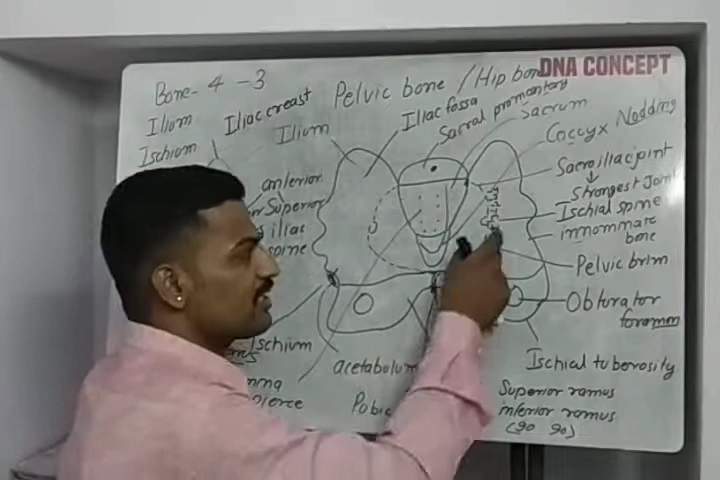 DNA CONCEPT
Bone - 4 - 3
Pelvic bone / Hip bone
Ilium
Ischium
Iliac creast
Ilium
Iliac fossa
Sacral promontory
Sacrum
Coccyx Nodding
Sacroiliac joint
Strongest Joint
Ischial spine
innominate
bone
Pelvic brim
Obturator
foramen
Ischial tuberosity
Superior ramus
inferior ramus
(90 90)
anterior
Superior
iliac
spine
Ischium
acetabulum